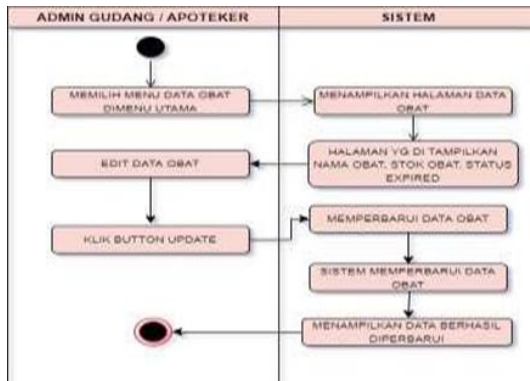 ADMIN GUDANG / APOTEKER
SISTEM
MEMILIH MENU DATA OBAT
DIMENU UTAMA
MENAMPILKAN HALAMAN DATA
OBAT
HALAMAN YG DI TAMPILKAN
NAMA OBAT, STOK OBAT, STATUS
EXPIRED
EDIT DATA OBAT
KLIK BUTTON UPDATE
MEMPERBARUI DATA OBAT
SISTEM MEMPERBARUI DATA
OBAT
MENAMPILKAN DATA BERHASIL
DIPERBARUI